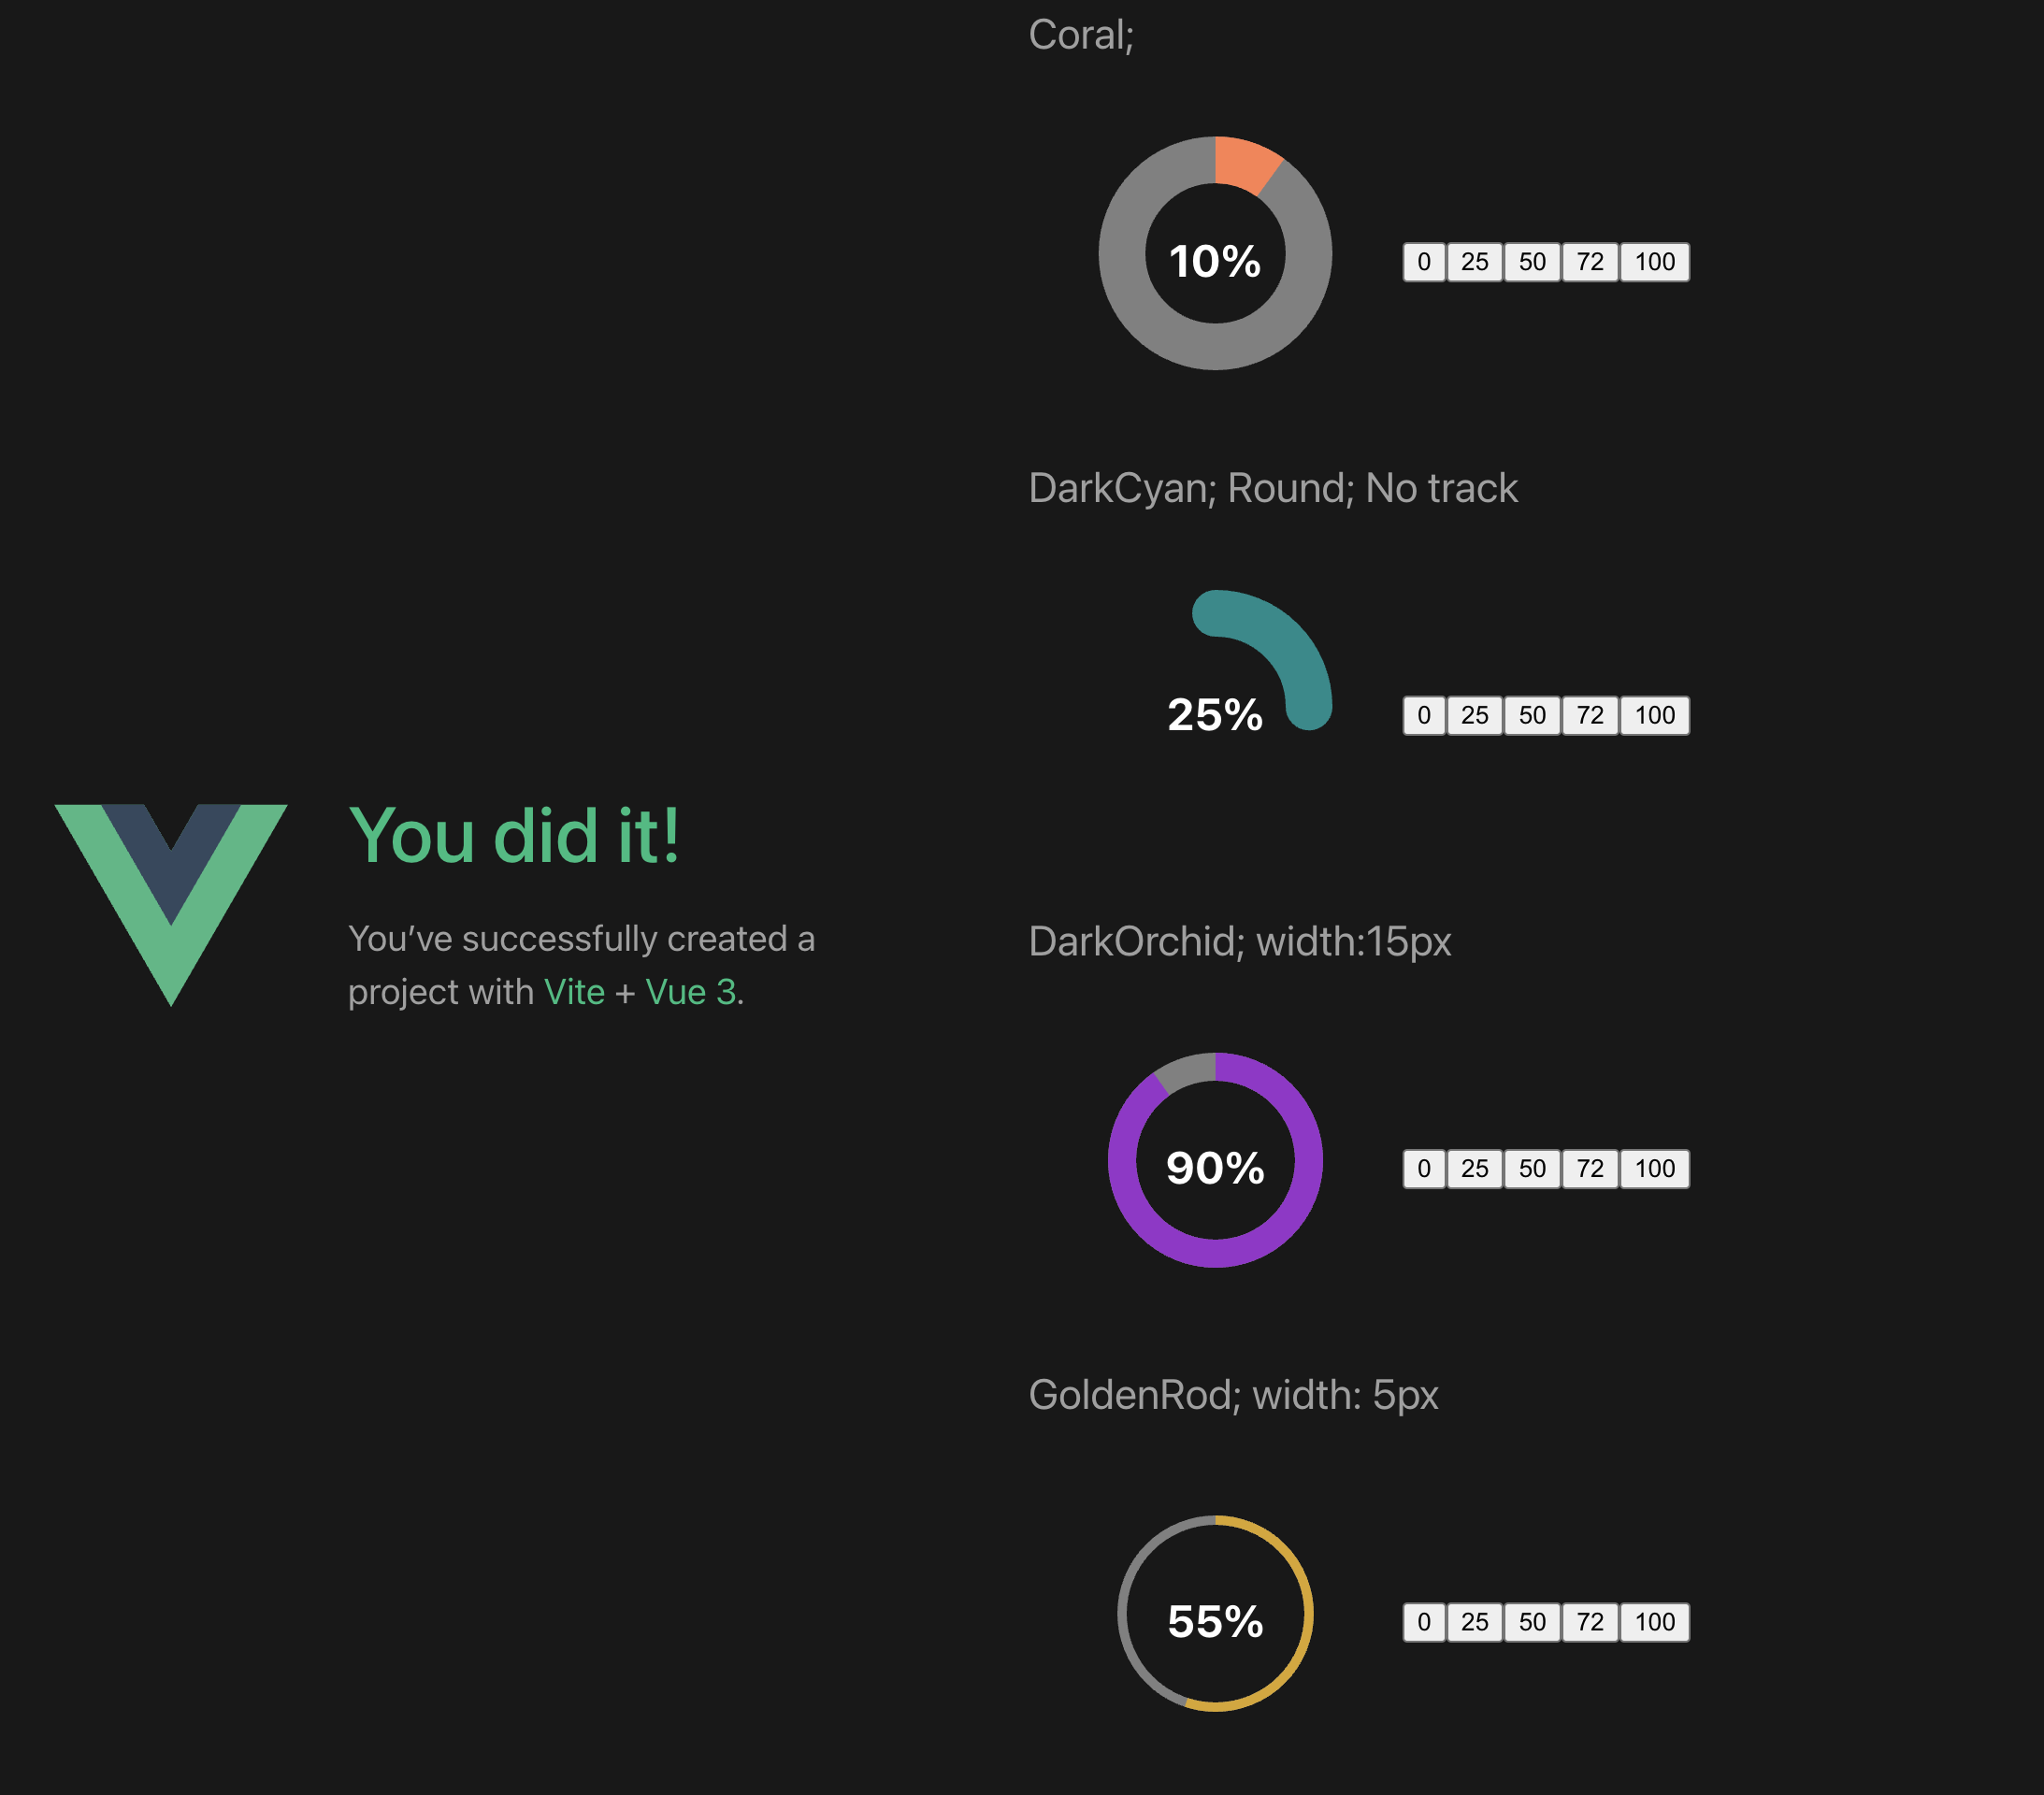 You did it!
You’ve successfully created a
project with Vite + Vue 3.
Coral;
10%
0 25 50 72 100
DarkCyan; Round; No track
25%
0 25 50 72 100
DarkOrchid; width:15px
90%
0 25 50 72 100
GoldenRod; width: 5px
55%
0 25 50 72 100